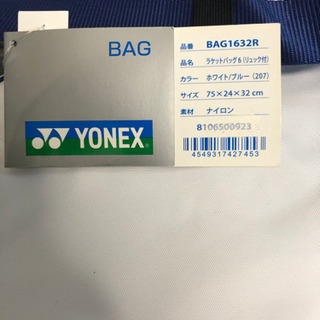 BAG
YONEX
品番 BAG1632R
品名 ラケットバッグ6(リュック付)
カラー ホワイト/ブルー(207)
サイズ 75×24×32cm
素材 ナイロン
8106500923
4549317427453